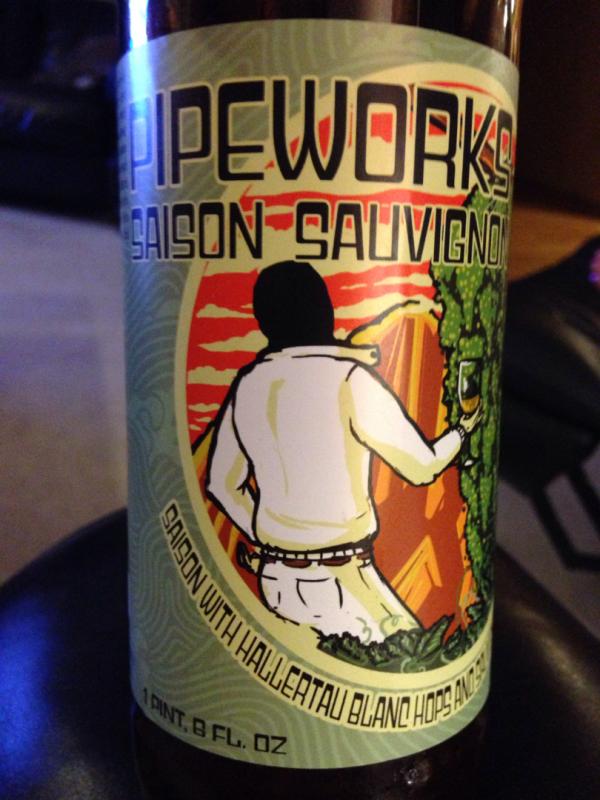 PIPEWORKS
SAISON SAUVIGNON
SAISON WITH HALLERTAU BLANC HOPS AND
1 PINT, 6 FL. OZ